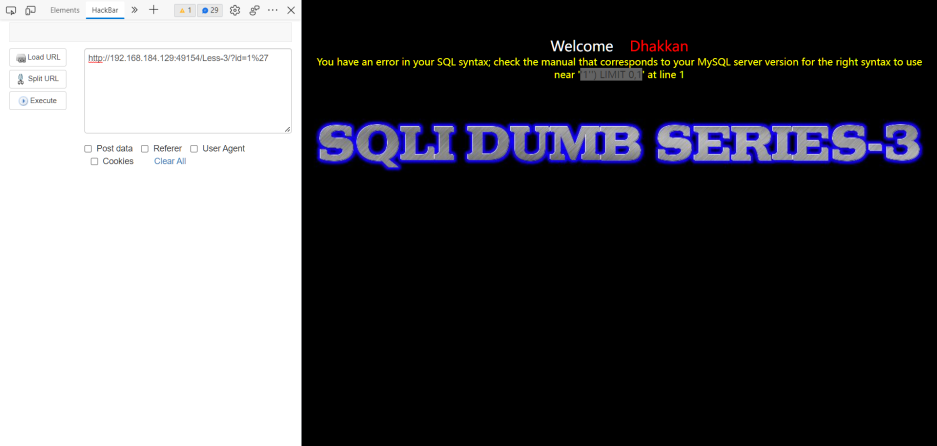 Elements HackBar 1 29
Load URL http://192.168.184.129:49154/Less-3/?id=1%27
Split URL
Execute
Post data Referer User Agent
Cookies Clear All
Welcome Dhakkan
You have an error in your SQL syntax; check the manual that corresponds to your MySQL server version for the right syntax to use
near ''1'') LIMIT 0,1' at line 1
SQLI DUMB SERIES-3